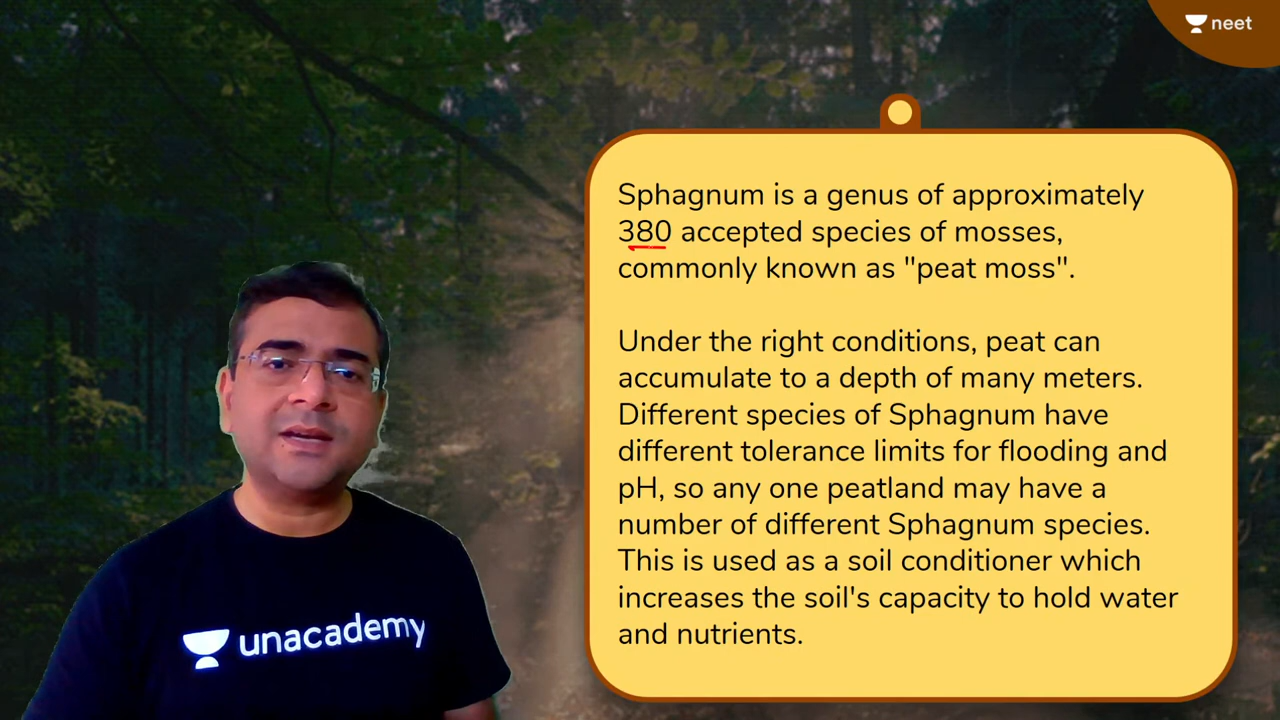 neet
Sphagnum is a genus of approximately
380 accepted species of mosses,
commonly known as "peat moss".
Under the right conditions, peat can
accumulate to a depth of many meters.
Different species of Sphagnum have
different tolerance limits for flooding and
pH, so any one peatland may have a
number of different Sphagnum species.
This is used as a soil conditioner which
increases the soil's capacity to hold water
and nutrients.
unacademy